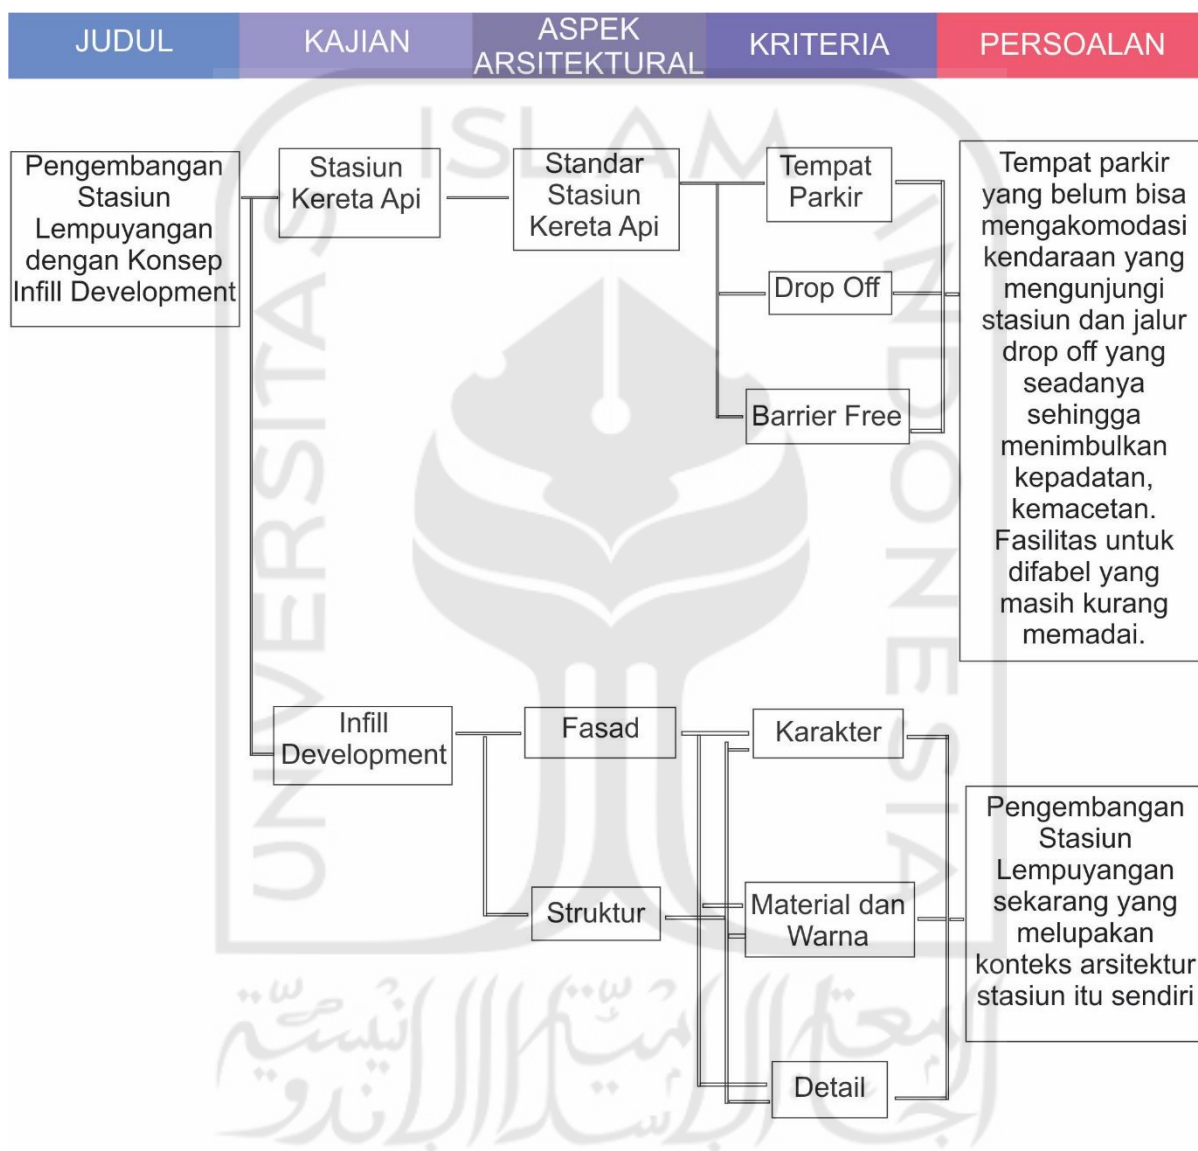 JUDUL
KAJIAN
ASPEK
ARSITEKTURAL
KRITERIA
PERSOALAN
Pengembangan
Stasiun
Lempuyangan
dengan Konsep
Infill Development
Stasiun
Kereta Api
Standar
Stasiun
Kereta Api
Tempat
Parkir
Drop Off
Barrier Free
Tempat parkir
yang belum bisa
mengakomodasi
kendaraan yang
mengunjungi
stasiun dan jalur
drop off yang
seadanya
sehingga
menimbulkan
kepadatan,
kemacetan.
Fasilitas untuk
difabel yang
masih kurang
memadai.
Infill
Development
Fasad
Struktur
Karakter
Material dan
Warna
Detail
Pengembangan
Stasiun
Lempuyangan
sekarang yang
melupakan
konteks arsitektur
stasiun itu sendiri
UNIVERSITAS
ISLAM
INDONESIA